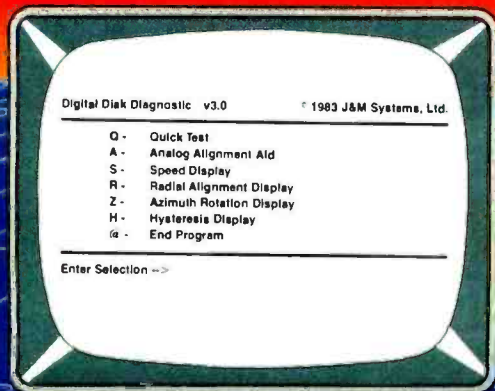 Digital Disk Diagnostic v3.0 © 1983 J&M Systems, Ltd.
Q - Quick Test
A - Analog Alignment Aid
S - Speed Display
R - Radial Alignment Display
Z - Azimuth Rotation Display
H - Hysteresis Display
@ - End Program
Enter Selection -->